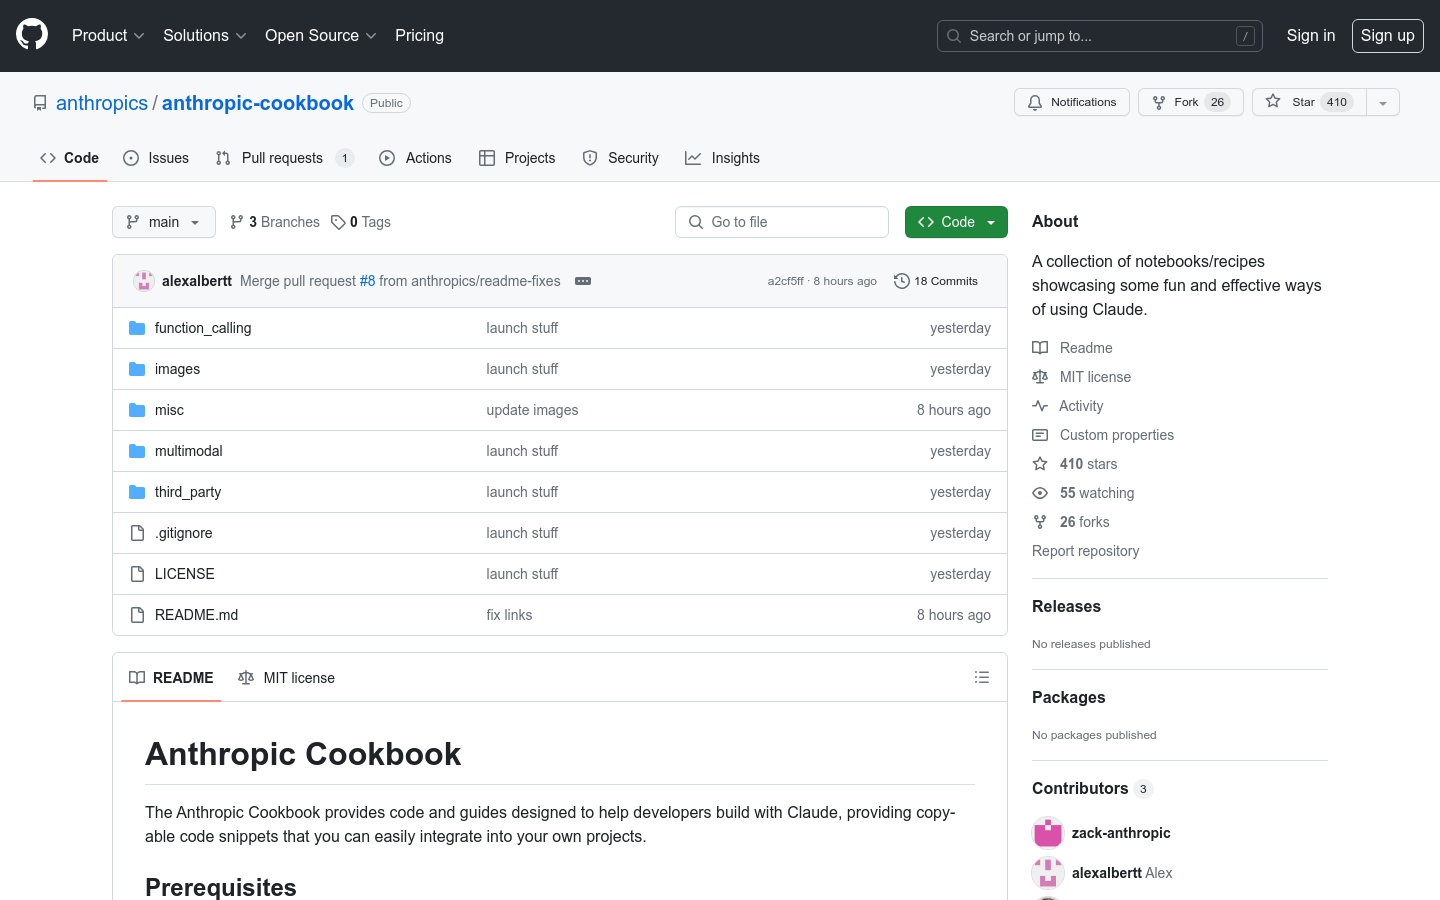 Product Solutions Open Source Pricing Search or jump to... / Sign in Sign up
anthropics / anthropic-cookbook Public Notifications Fork 26 Star 410
Code Issues Pull requests 1 Actions Projects Security Insights
main 3 Branches 0 Tags Go to file Code
alexalbertt Merge pull request #8 from anthropics/readme-fixes a2cf5ff · 8 hours ago 18 Commits
function_calling launch stuff yesterday
images launch stuff yesterday
misc update images 8 hours ago
multimodal launch stuff yesterday
third_party launch stuff yesterday
.gitignore launch stuff yesterday
LICENSE launch stuff yesterday
README.md fix links 8 hours ago
README MIT license
Anthropic Cookbook
The Anthropic Cookbook provides code and guides designed to help developers build with Claude, providing copy-
able code snippets that you can easily integrate into your own projects.
Prerequisites
About
A collection of notebooks/recipes
showcasing some fun and effective ways
of using Claude.
Readme
MIT license
Activity
Custom properties
410 stars
55 watching
26 forks
Report repository
Releases
No releases published
Packages
No packages published
Contributors 3
zack-anthropic
alexalbertt Alex